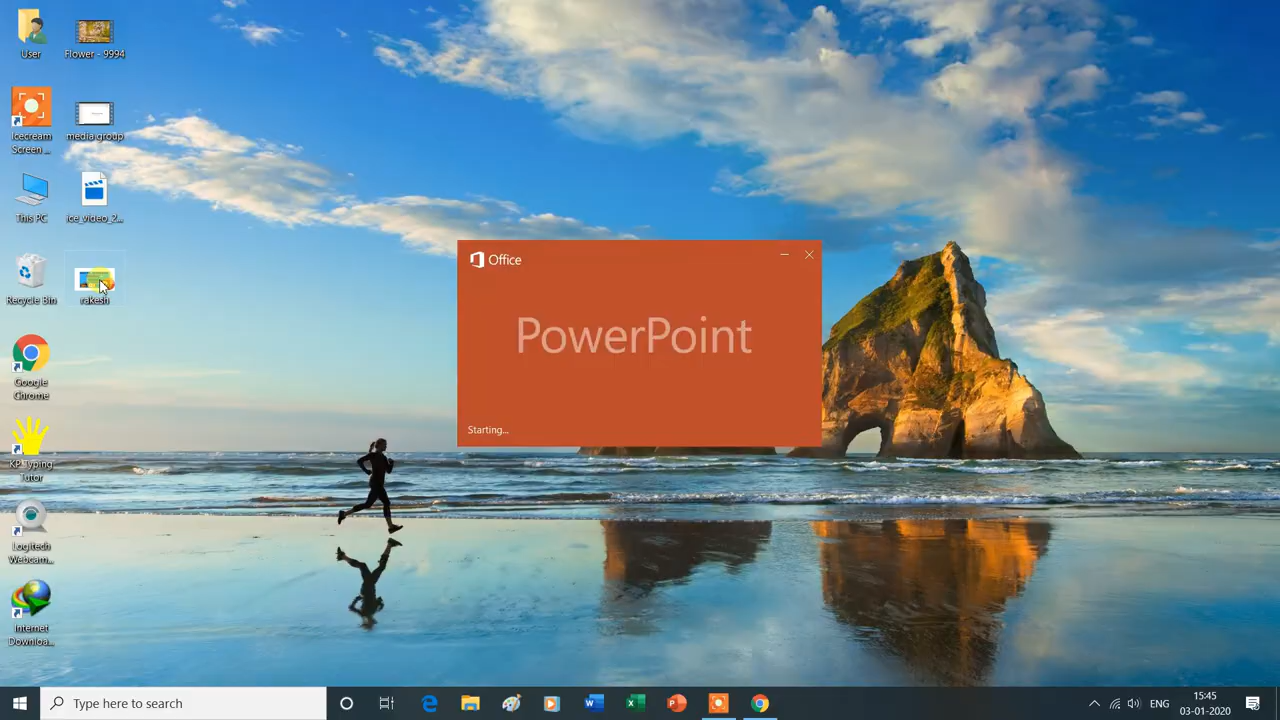 User
Flower - 9994
Icecream
Screen ...
media group
This PC
ice_video_2...
Recycle Bin
rakesh
Google
Chrome
KP Typing
Tutor
Logitech
Webcam...
Internet
Downloa...
Office
PowerPoint
Starting...
Type here to search
ENG
15:45
03-01-2020